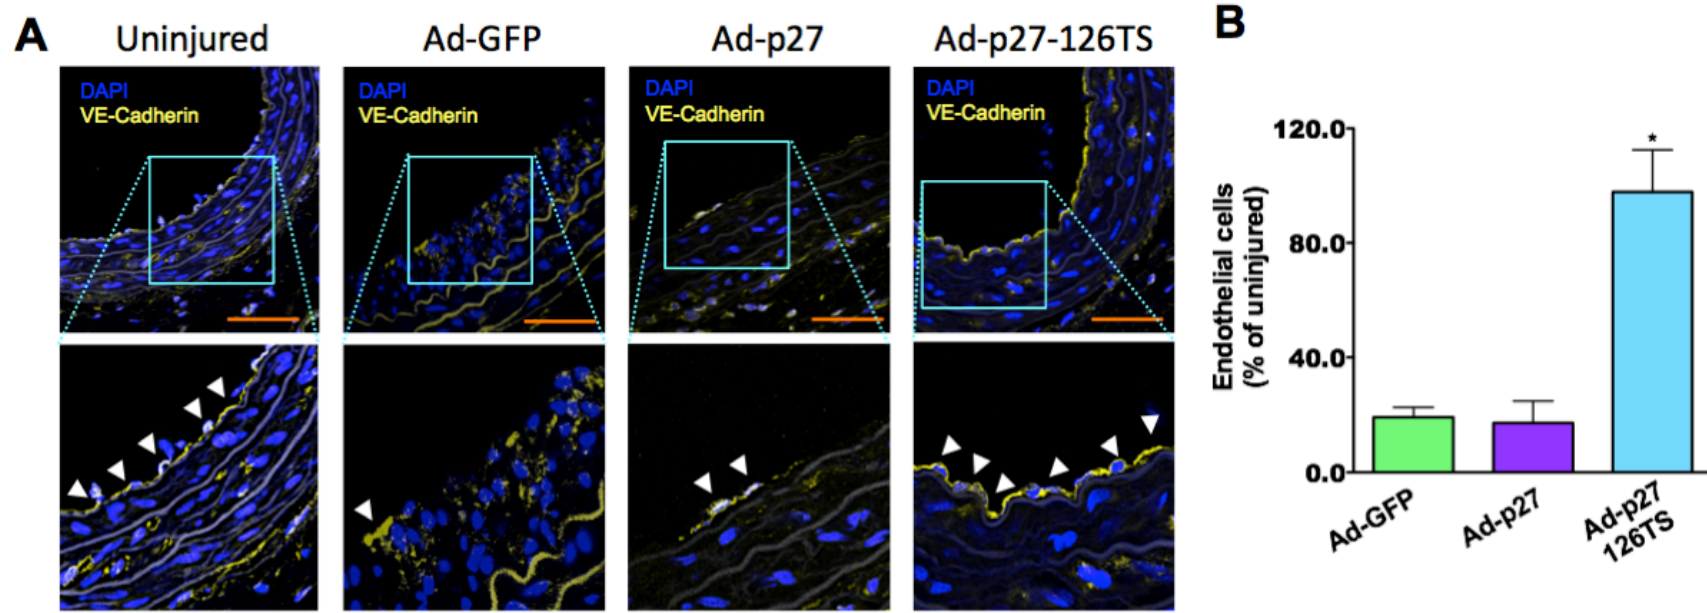 A
Uninjured
Ad-GFP
Ad-p27
Ad-p27-126TS
DAPI
VE-Cadherin
DAPI
VE-Cadherin
DAPI
VE-Cadherin
DAPI
VE-Cadherin
B
Endothelial cells
(% of uninjured)
120.0
80.0
40.0
0.0
*
Ad-GFP
Ad-p27
Ad-p27
126TS